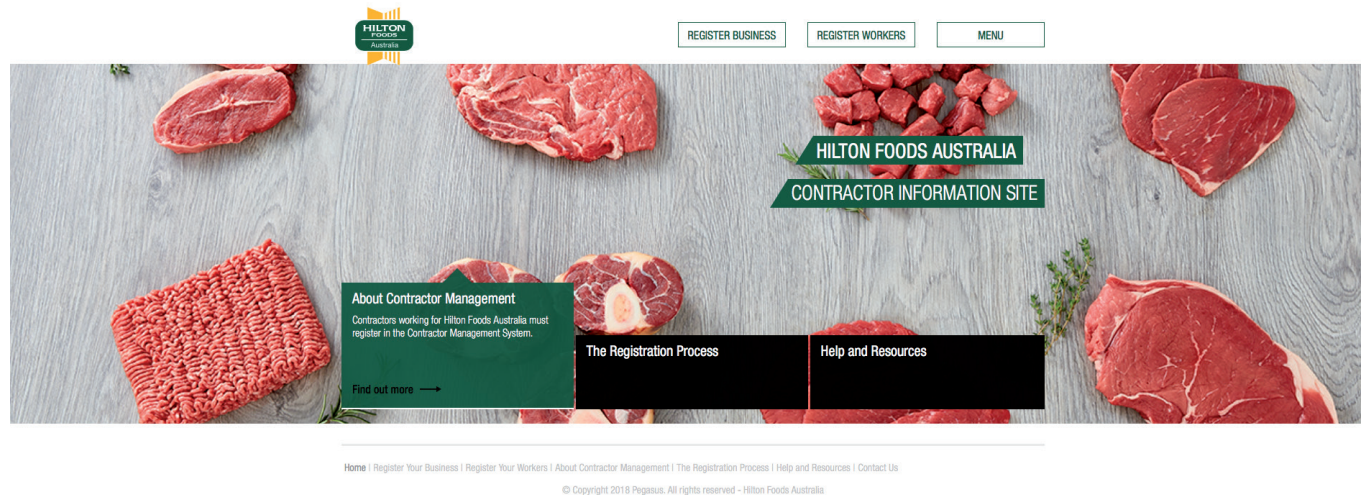 HILTON
FOODS
Australia
REGISTER BUSINESS
REGISTER WORKERS
MENU
HILTON FOODS AUSTRALIA
CONTRACTOR INFORMATION SITE
About Contractor Management
Contractors working for Hilton Foods Australia must
register in the Contractor Management System.
Find out more
The Registration Process
Help and Resources
Home | Register Your Business | Register Your Workers | About Contractor Management | The Registration Process | Help and Resources | Contact Us
© Copyright 2018 Pegasus. All rights reserved - Hilton Foods Australia